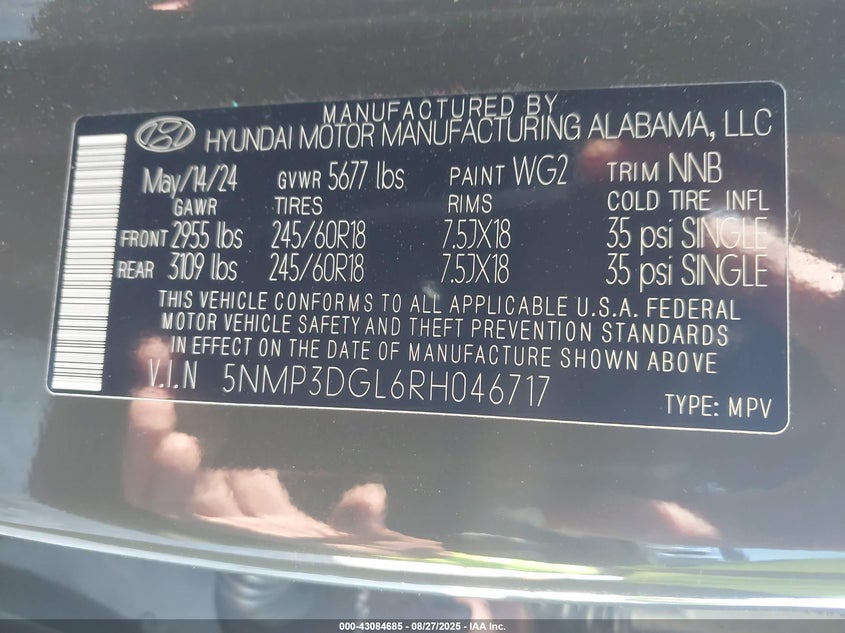 MANUFACTURED BY
HYUNDAI MOTOR MANUFACTURING ALABAMA, LLC
May/14/24 GVWR 5677 lbs PAINT WG2 TRIM NNB
GAWR TIRES RIMS COLD TIRE INFL
FRONT 2955 lbs 245/60R18 7.5JX18 35 psi SINGLE
REAR 3109 lbs 245/60R18 7.5JX18 35 psi SINGLE
THIS VEHICLE CONFORMS TO ALL APPLICABLE U.S.A. FEDERAL
MOTOR VEHICLE SAFETY AND THEFT PREVENTION STANDARDS
IN EFFECT ON THE DATE OF MANUFACTURE SHOWN ABOVE
V.I.N 5NMP3DGL6RH046717
TYPE: MPV
000-43084685 - 08/27/2025 - IAA Inc.